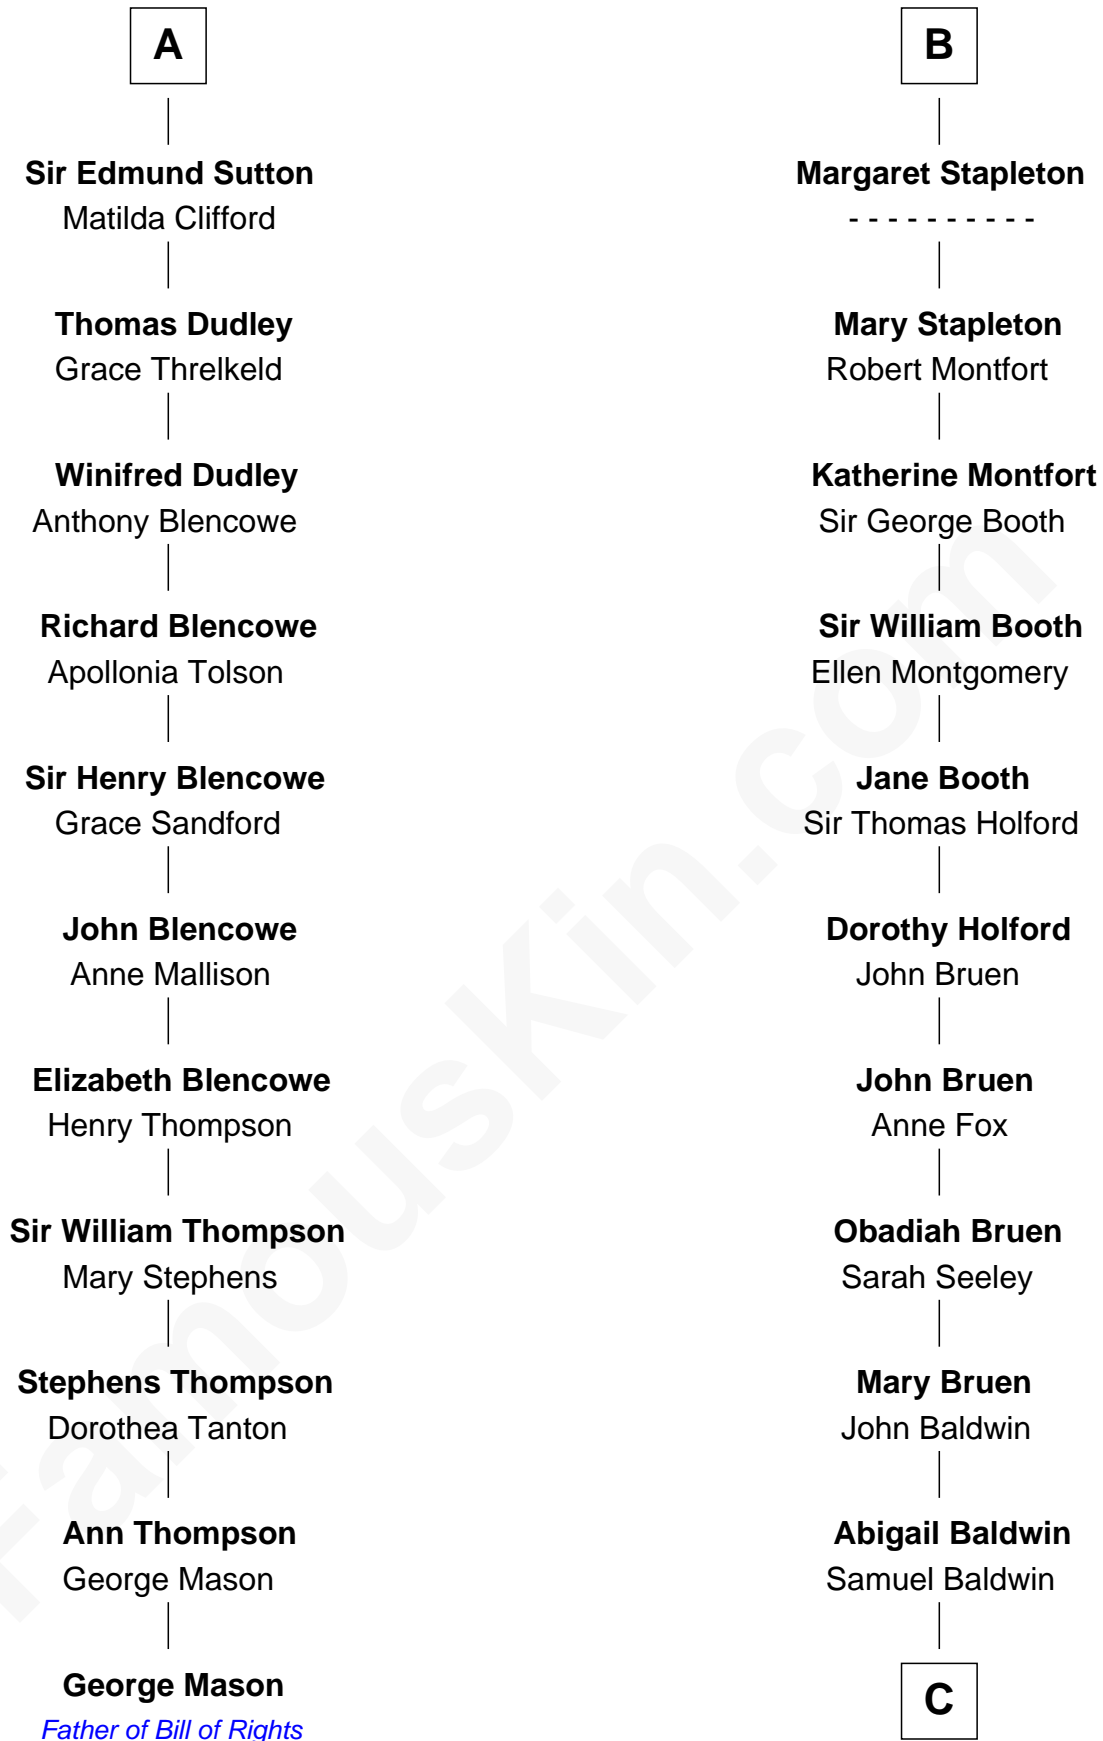 A
Sir Edmund Sutton
Matilda Clifford
Thomas Dudley
Grace Threlkeld
Winifred Dudley
Anthony Blencowe
Richard Blencowe
Apollonia Tolson
Sir Henry Blencowe
Grace Sandford
John Blencowe
Anne Mallison
Elizabeth Blencowe
Henry Thompson
Sir William Thompson
Mary Stephens
Stephens Thompson
Dorothea Tanton
Ann Thompson
George Mason
George Mason
Father of Bill of Rights
B
Margaret Stapleton
- - - - - - - - - -
Mary Stapleton
Robert Montfort
Katherine Montfort
Sir George Booth
Sir William Booth
Ellen Montgomery
Jane Booth
Sir Thomas Holford
Dorothy Holford
John Bruen
John Bruen
Anne Fox
Obadiah Bruen
Sarah Seeley
Mary Bruen
John Baldwin
Abigail Baldwin
Samuel Baldwin
C
FamousKin.com